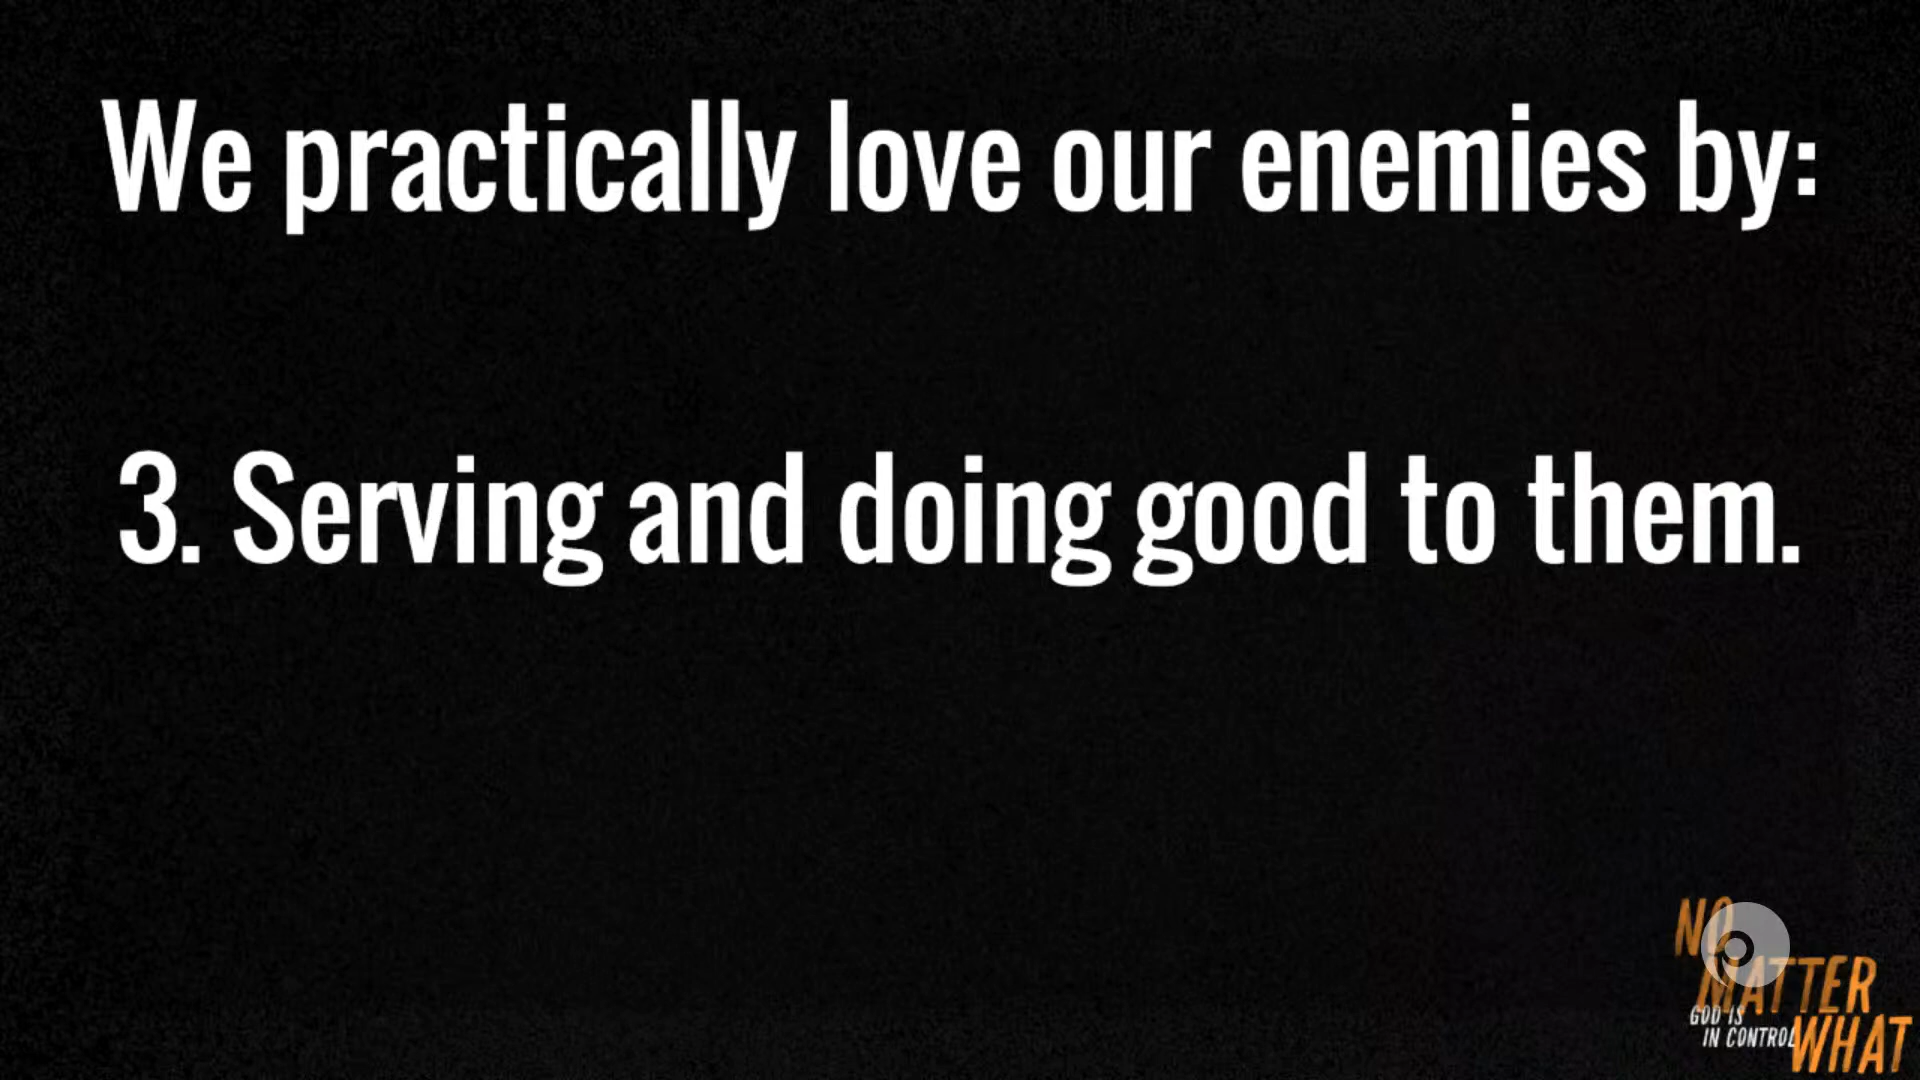 We practically love our enemies by:
3. Serving and doing good to them.
NO
MATTER
GOD IS
IN CONTROL
WHAT